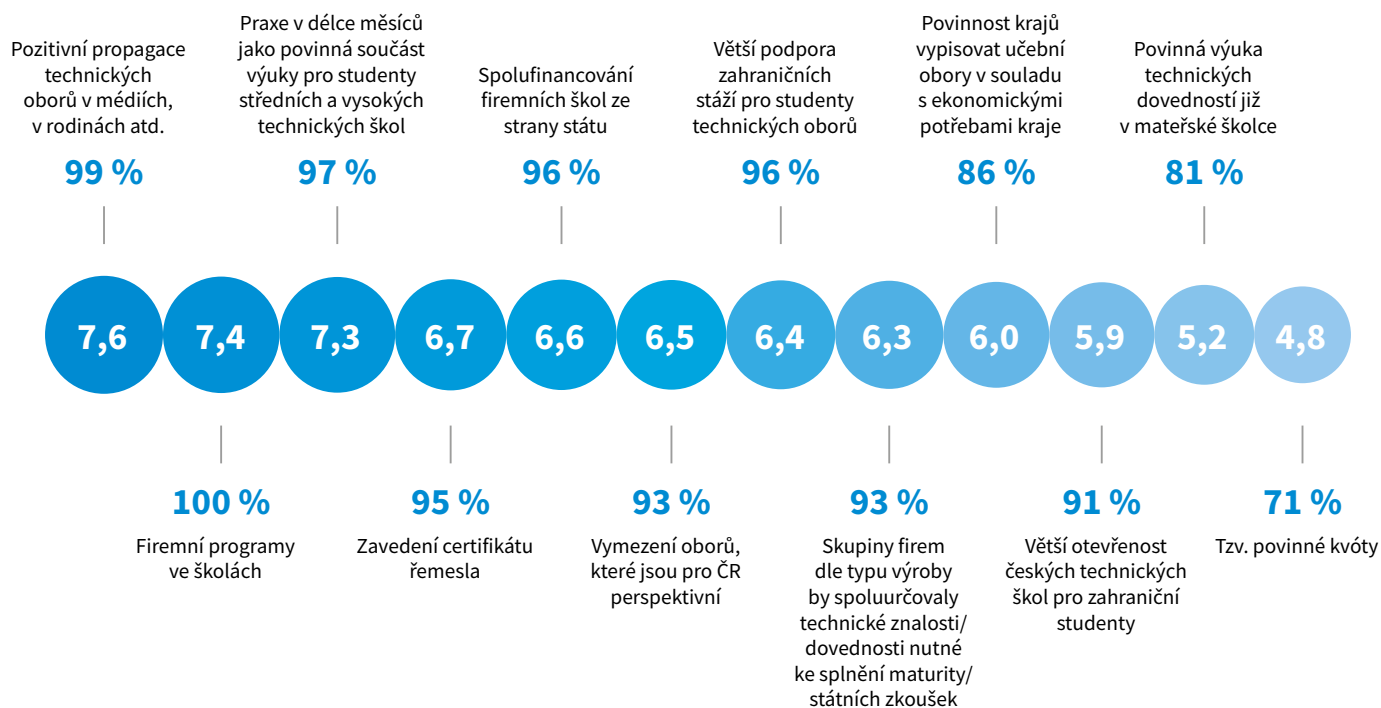 Pozitivní propagace
technických
oborů v médiích,
v rodinách atd.
99 %
Praxe v délce měsíců
jako povinná součást
výuky pro studenty
středních a vysokých
technických škol
97 %
Spolufinancování
firemních škol ze
strany státu
96 %
Větší podpora
zahraničních
stáží pro studenty
technických oborů
96 %
Povinnost krajů
vypisovat učební
obory v souladu
s ekonomickými
potřebami kraje
86 %
Povinná výuka
technických
dovedností již
v mateřské školce
81 %
7,6
7,4
7,3
6,7
6,6
6,5
6,4
6,3
6,0
5,9
5,2
4,8
100 %
Firemní programy
ve školách
95 %
Zavedení certifikátu
řemesla
93 %
Vymezení oborů,
které jsou pro ČR
perspektivní
93 %
Skupiny firem
dle typu výroby
by spoluurčovaly
technické znalosti/
dovednosti nutné
ke splnění maturity/
státních zkoušek
91 %
Větší otevřenost
českých technických
škol pro zahraniční
studenty
71 %
Tzv. povinné kvóty